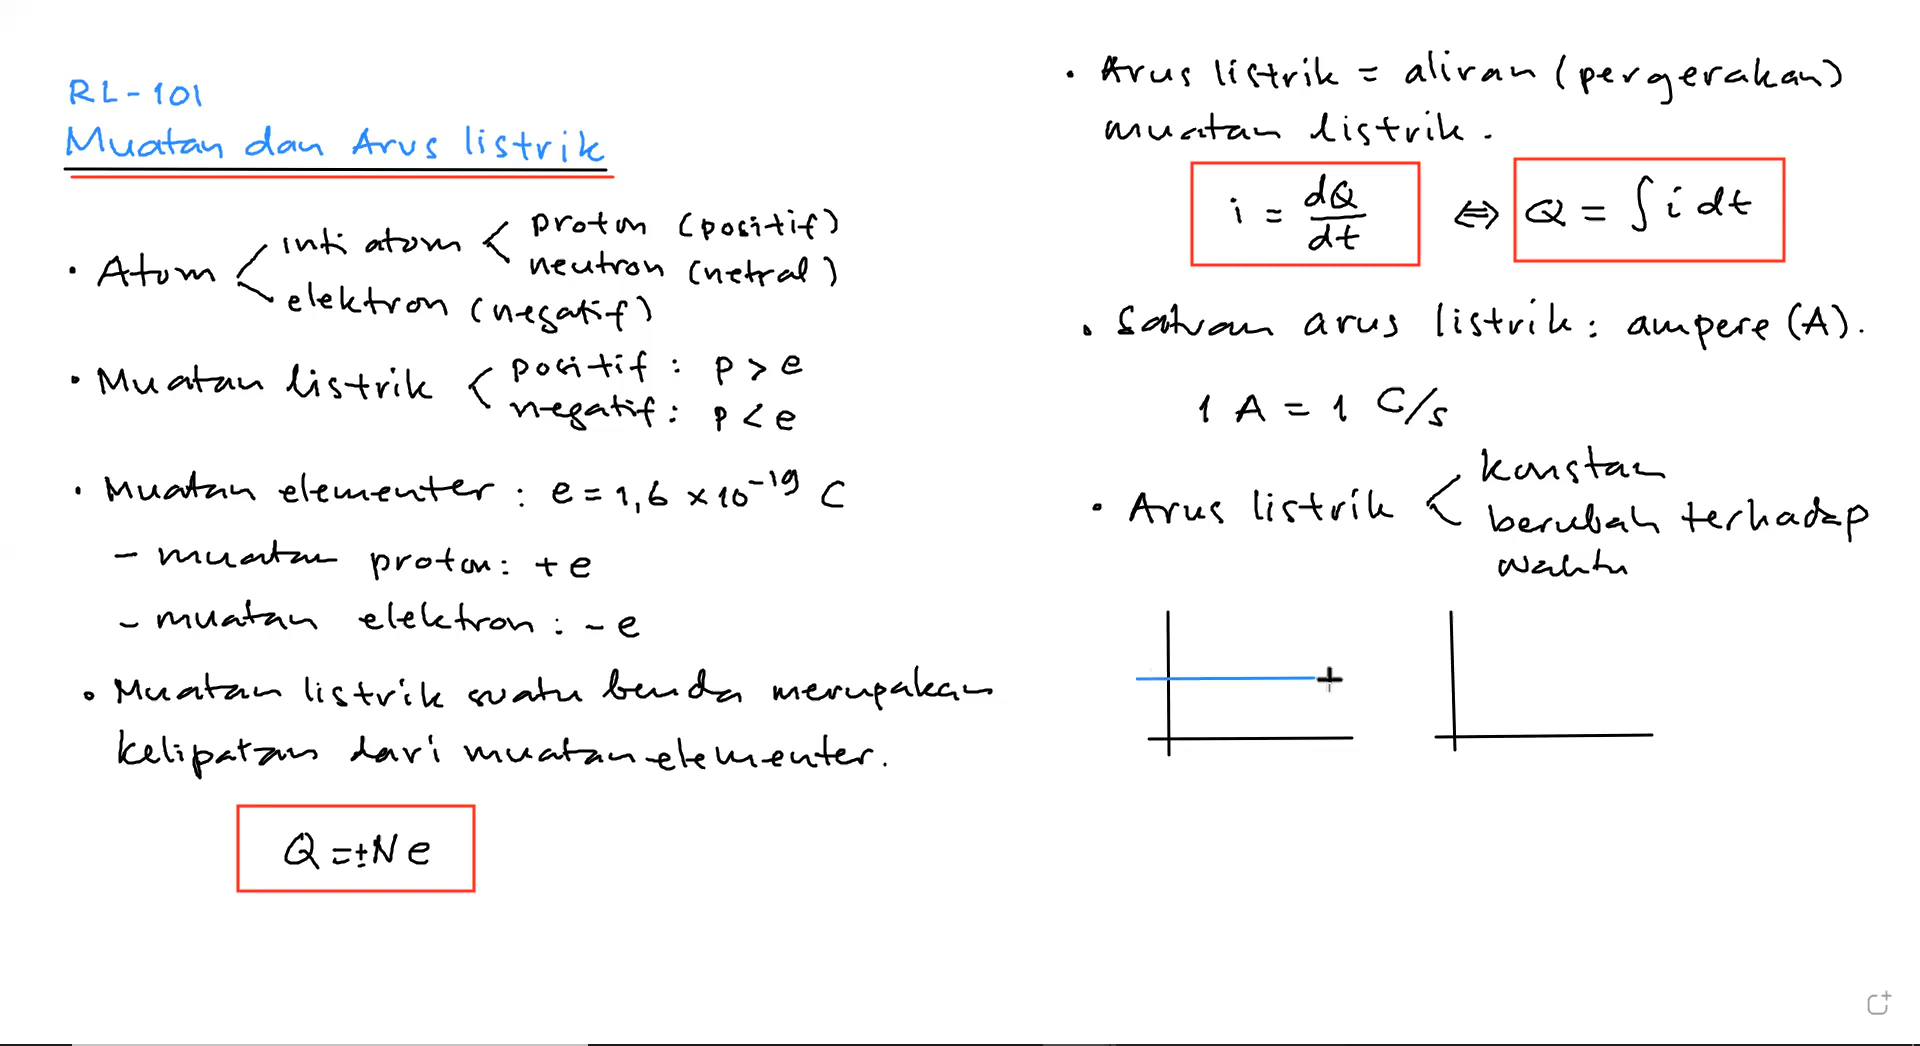 RL-101
Muatan dan Arus listrik
• Atom < inti atom < proton (positif)
neutron (netral)
elektron (negatif)
• Muatan listrik < positif : p > e
negatif : p < e
• Muatan elementer : e = 1,6 × 10⁻¹⁹ C
- muatan proton : + e
- muatan elektron : - e
• Muatan listrik suatu benda merupakan
kelipatan dari muatan elementer.
Q = ± N e
• Arus listrik = aliran (pergerakan)
muatan listrik.
i = dQ/dt ⇔ Q = ∫ i dt
• Satuan arus listrik : ampere (A).
1 A = 1 C/s
• Arus listrik < konstan
berubah terhadap
waktu